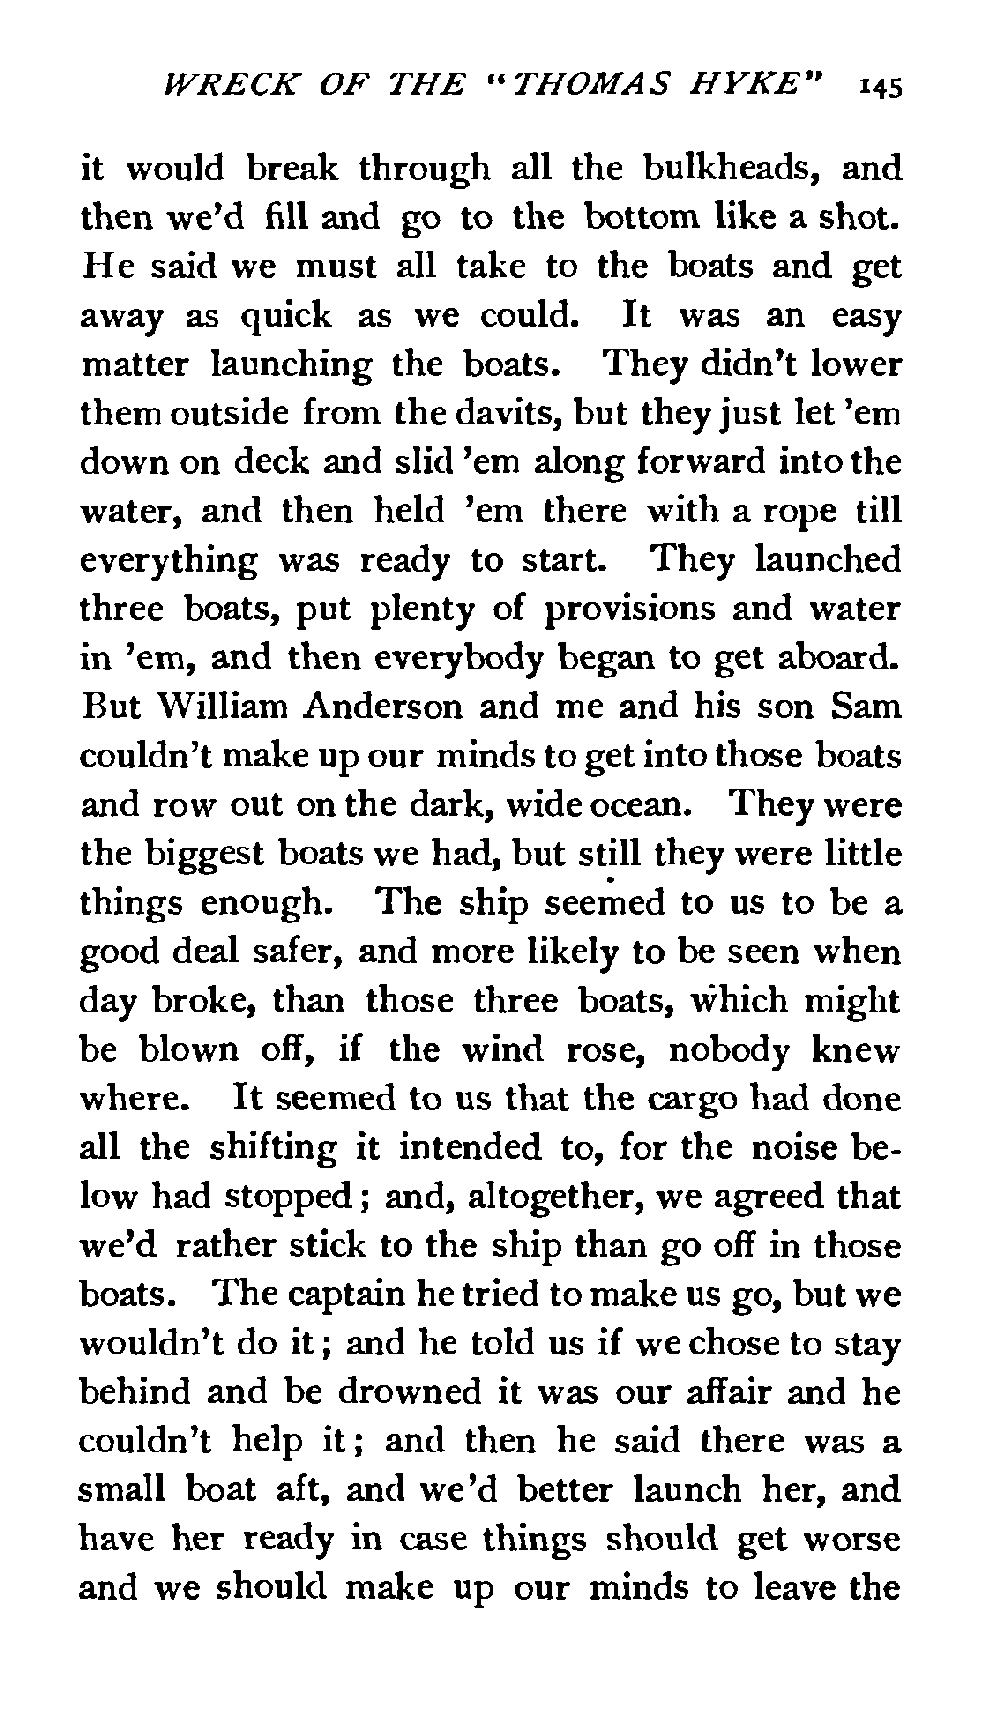 WRECK OF THE "THOMAS HYKE" 145
it would break through all the bulkheads, and
then we'd fill and go to the bottom like a shot.
He said we must all take to the boats and get
away as quick as we could. It was an easy
matter launching the boats. They didn't lower
them outside from the davits, but they just let 'em
down on deck and slid 'em along forward into the
water, and then held 'em there with a rope till
everything was ready to start. They launched
three boats, put plenty of provisions and water
in 'em, and then everybody began to get aboard.
But William Anderson and me and his son Sam
couldn't make up our minds to get into those boats
and row out on the dark, wide ocean. They were
the biggest boats we had, but still they were little
things enough. The ship seemed to us to be a
good deal safer, and more likely to be seen when
day broke, than those three boats, which might
be blown off, if the wind rose, nobody knew
where. It seemed to us that the cargo had done
all the shifting it intended to, for the noise be-
low had stopped; and, altogether, we agreed that
we'd rather stick to the ship than go off in those
boats. The captain he tried to make us go, but we
wouldn't do it; and he told us if we chose to stay
behind and be drowned it was our affair and he
couldn't help it; and then he said there was a
small boat aft, and we'd better launch her, and
have her ready in case things should get worse
and we should make up our minds to leave the